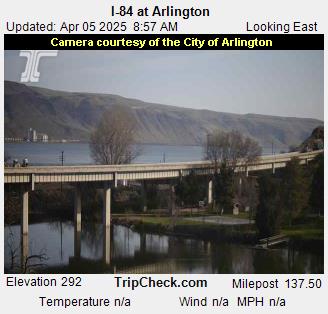 I-84 at Arlington
Updated: Apr 05 2025 8:57 AM Looking East
Camera courtesy of the City of Arlington
Elevation 292 TripCheck.com Milepost 137.50
Temperature n/a Wind n/a MPH n/a